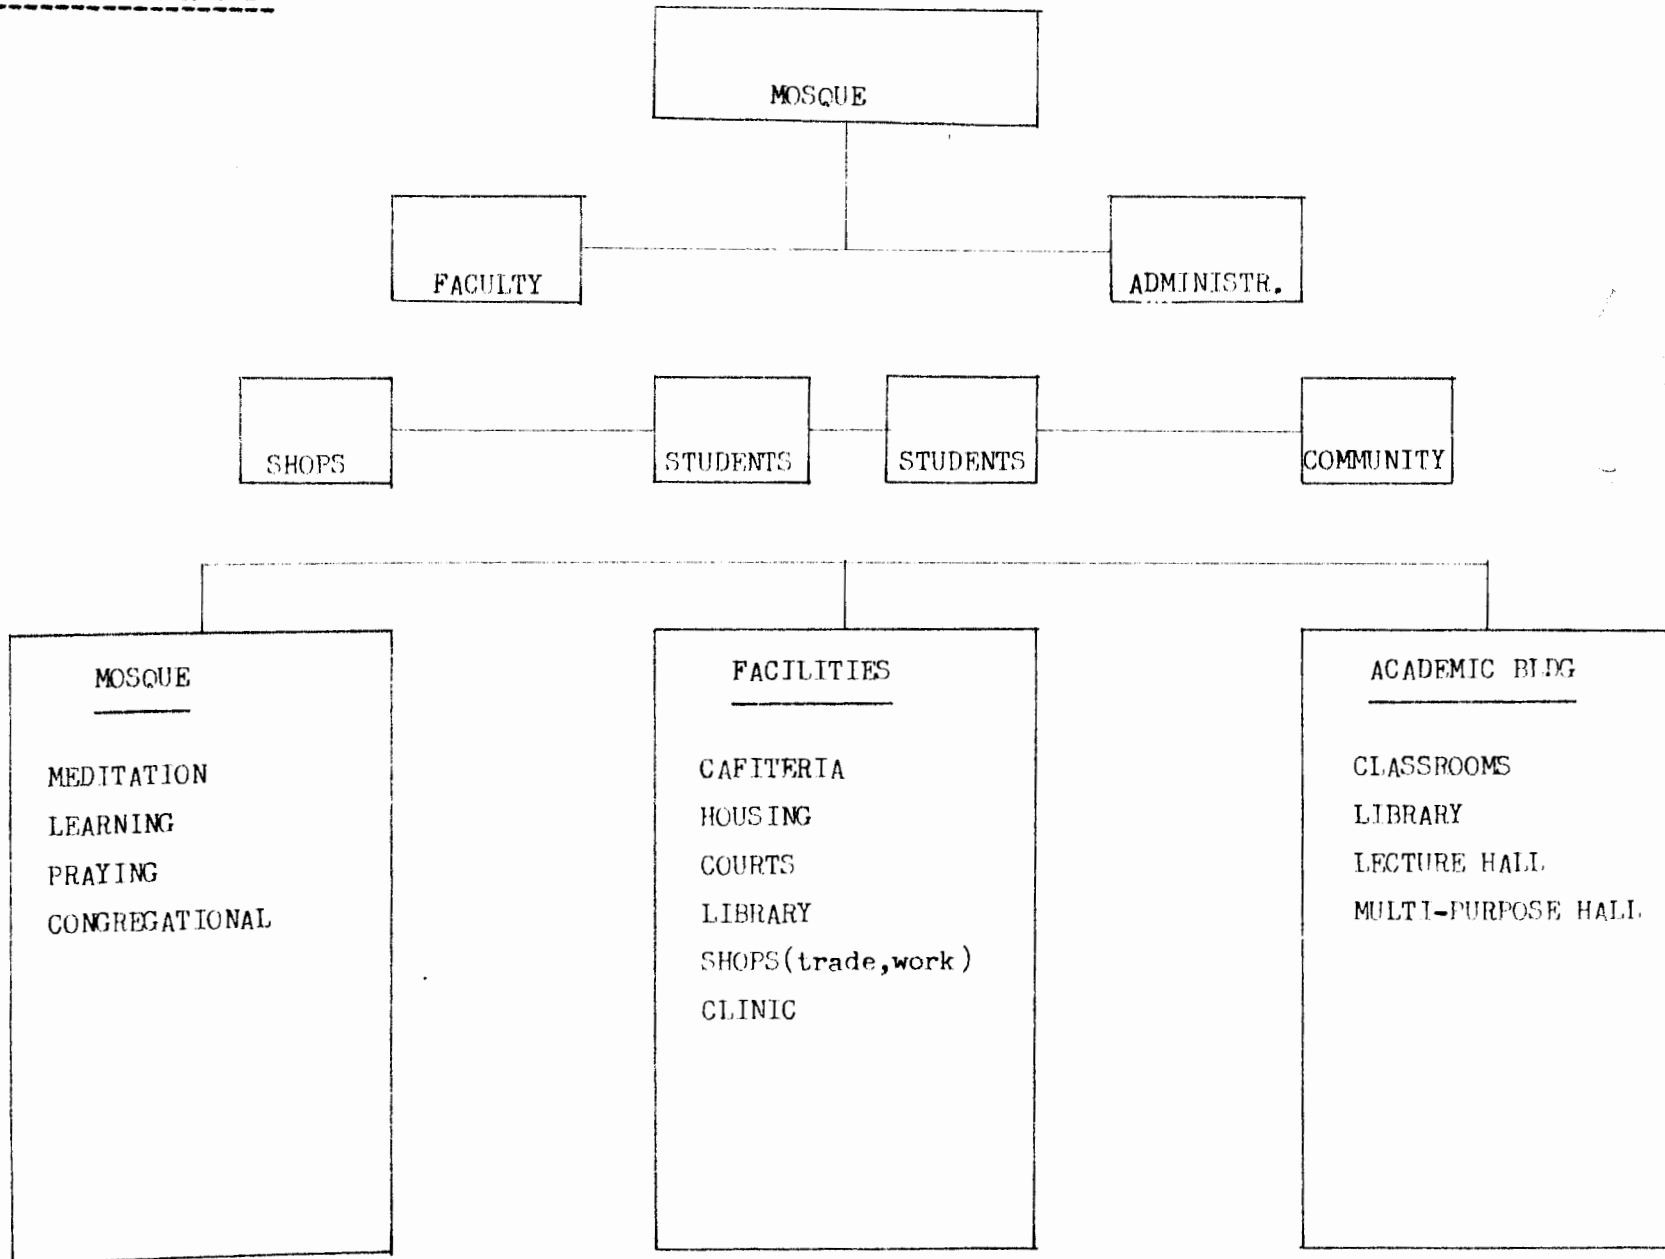 MOSQUE
FACULTY
ADMINISTR.
SHOPS
STUDENTS
STUDENTS
COMMUNITY
MOSQUE
MEDITATION
LEARNING
PRAYING
CONGREGATIONAL
FACILITIES
CAFITERIA
HOUSING
COURTS
LIBRARY
SHOPS(trade,work)
CLINIC
ACADEMIC BLDG
CLASSROOMS
LIBRARY
LECTURE HALL
MULTI-PURPOSE HALL